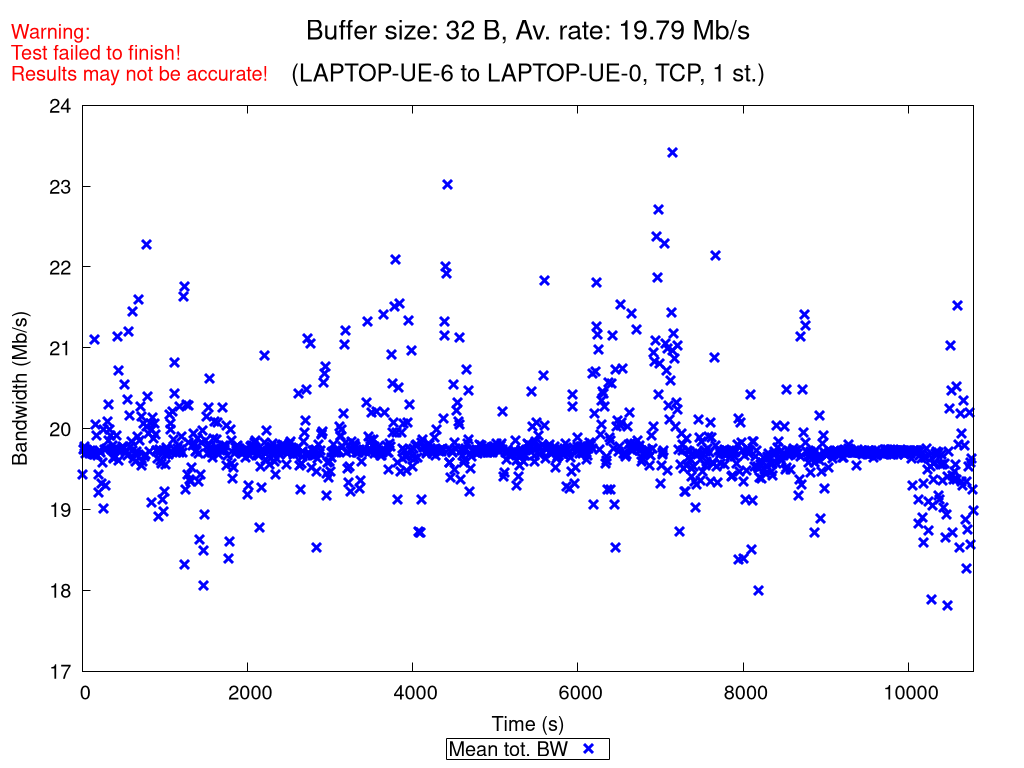 Warning:
Test failed to finish!
Results may not be accurate!
Buffer size: 32 B, Av. rate: 19.79 Mb/s
(LAPTOP-UE-6 to LAPTOP-UE-0, TCP, 1 st.)
24
23
22
21
20
19
18
17
Bandwidth (Mb/s)
0 2000 4000 6000 8000 10000
Time (s)
Mean tot. BW